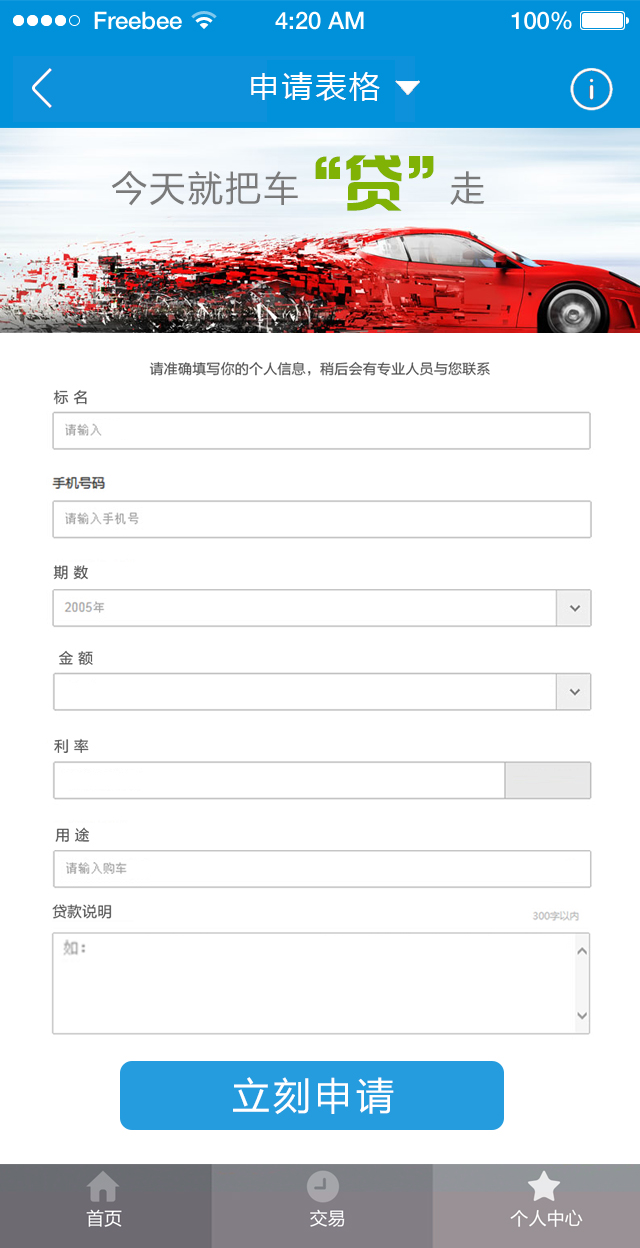 Freebee 4:20 AM 100%
申请表格
今天就把车“贷”走
请准确填写你的个人信息，稍后会有专业人员与您联系
标 名
请输入
手机号码
请输入手机号
期 数
2005年
金 额
利 率
用 途
请输入购车
贷款说明 300字以内
如：
立刻申请
首页 交易 个人中心